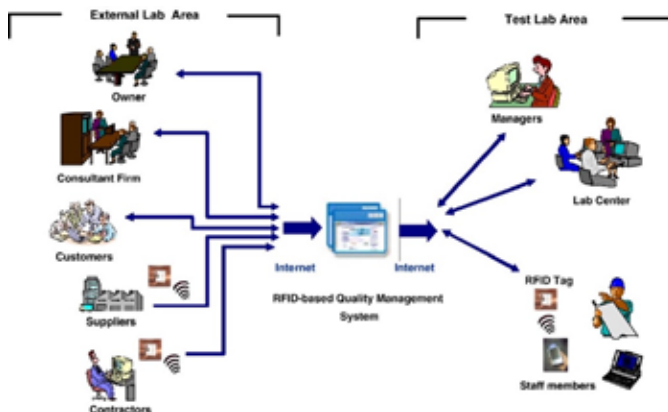 External Lab Area
Test Lab Area
Owner
Consultant Firm
Customers
Suppliers
Contractors
Internet
Internet
RFID-based Quality Management
System
Managers
Lab Center
RFID Tag
Staff members